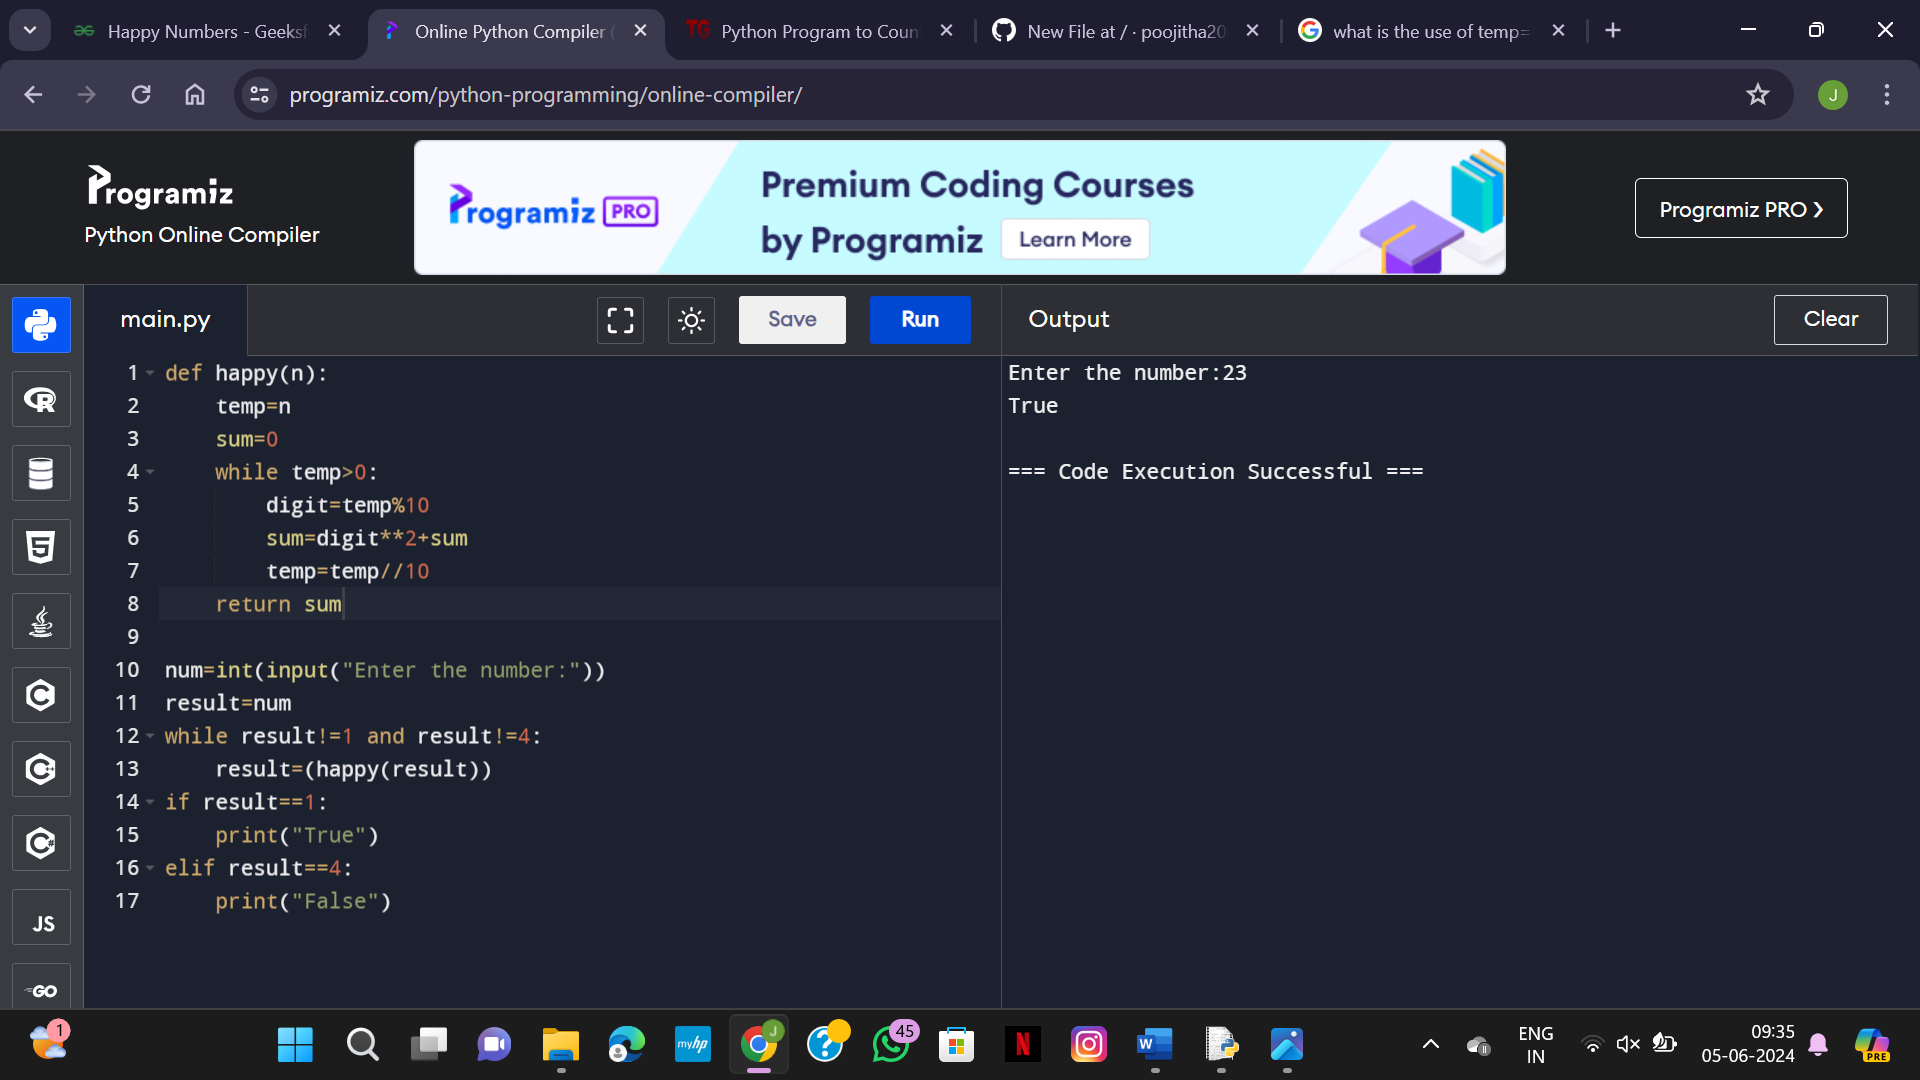 Happy Numbers - Geeksf
Online Python Compiler
Python Program to Coun
New File at / · poojitha20
what is the use of temp=
programiz.com/python-programming/online-compiler/
J
Programiz
Python Online Compiler
Programiz PRO
Premium Coding Courses
by Programiz
Learn More
Programiz PRO ❯
main.py
Save
Run
Output
Clear
1 def happy(n):
2     temp=n
3     sum=0
4     while temp>0:
5         digit=temp%10
6         sum=digit**2+sum
7         temp=temp//10
8     return sum
9
10 num=int(input("Enter the number:"))
11 result=num
12 while result!=1 and result!=4:
13     result=(happy(result))
14 if result==1:
15     print("True")
16 elif result==4:
17     print("False")
Enter the number:23
True
=== Code Execution Successful ===
JS
GO
1
myhp
J
45
N
W
ENG
IN
09:35
05-06-2024
PRE